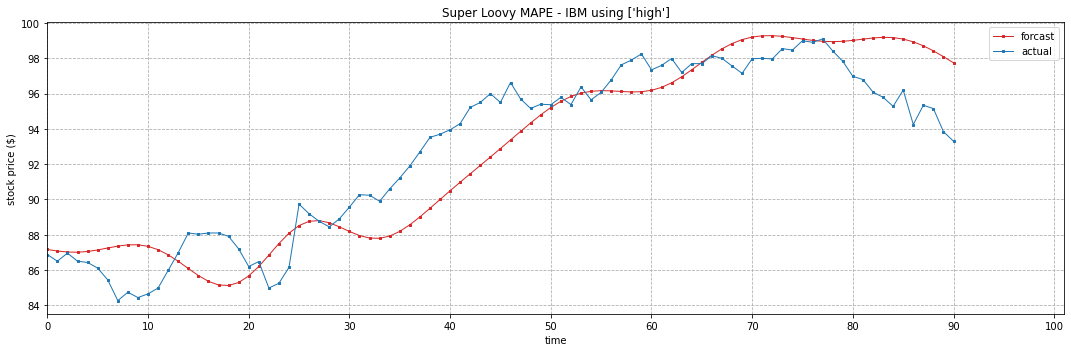 Super Loovy MAPE - IBM using ['high']
forcast
actual
stock price ($)
100
98
96
94
92
90
88
86
84
0 10 20 30 40 50 60 70 80 90 100
time